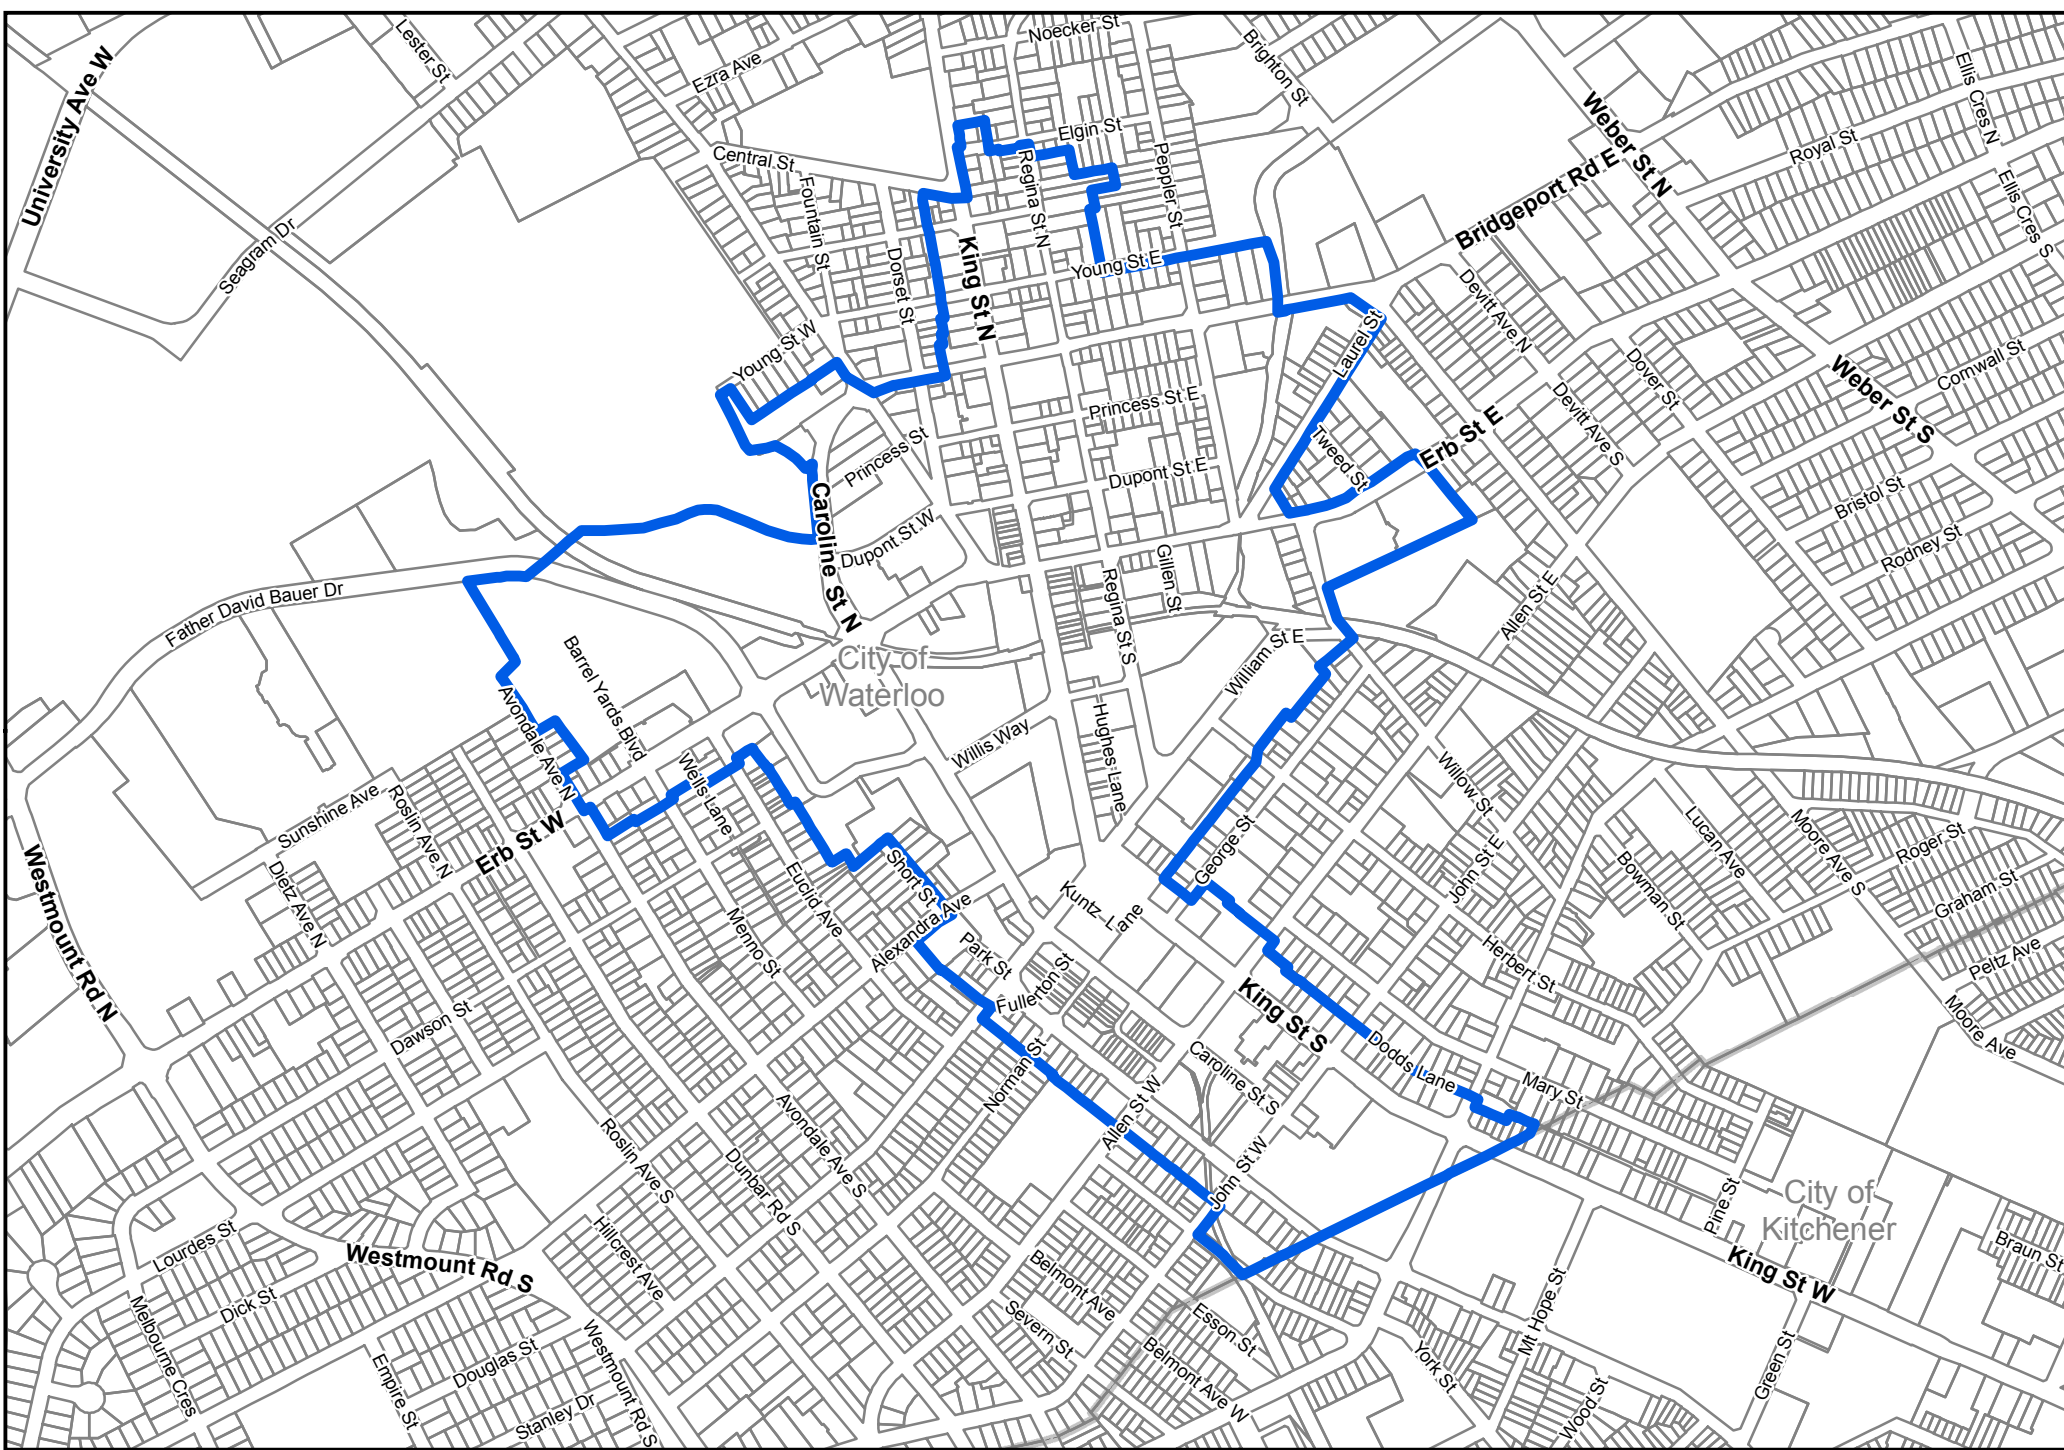 Noecker St
Lester St
Ezra Ave
Brighton St
University Ave W
Weber St N
Ellis Cres N
Elgin St
Royal St
Central St
Regina St N
Peppler St
Bridgeport Rd E
Ellis Cres S
Fountain St
Seagram Dr
Dorset St
King St N
Young St E
Devitt Ave N
Laurel St
Young St W
Dover St
Weber St S
Cornwall St
Princess St E
Devitt Ave S
Erb St E
Tweed St
Princess St
Dupont St E
Caroline St N
Dupont St W
Bristol St
Rodney St
Gillen St
Regina St S
Allen St E
Father David Bauer Dr
William St E
City of
Waterloo
Barrel Yards Blvd
Avondale Ave N
Hughes Lane
Willis Way
Wells Lane
Willow St
Sunshine Ave
Roslin Ave N
Erb St W
Lucan Ave
Moore Ave S
Roger St
George St
John St E
Bowman St
Graham St
Westmount Rd N
Dietz Ave N
Euclid Ave
Short St
Alexandra Ave
Kuntz Lane
Menno St
Park St
Herbert St
Peltz Ave
Fullerton St
King St S
Moore Ave
Dawson St
Dodds Lane
Norman St
Caroline St S
Mary St
Allen St W
Avondale Ave S
Roslin Ave S
Dunbar Rd S
John St W
Pine St
City of
Kitchener
Lourdes St
Westmount Rd S
Hillcrest Ave
Belmont Ave
King St W
Braun St
Dick St
Melbourne Cres
Severn St
Esson St
Mt Hope St
Empire St
Douglas St
Westmount Rd S
Belmont Ave W
York St
Green St
Stanley Dr
Wood St